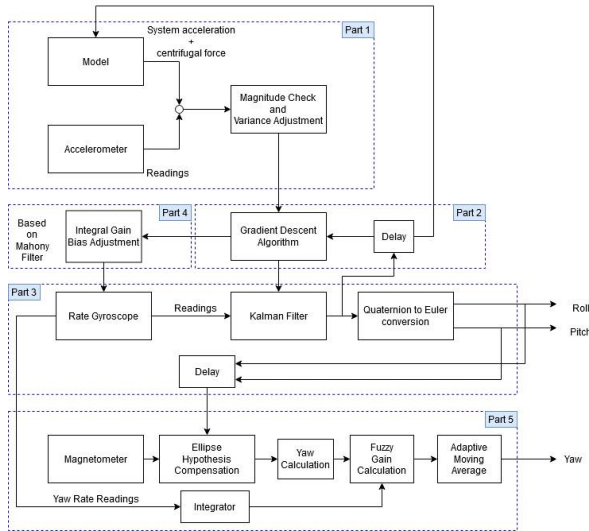 System acceleration
+
centrifugal force
Part 1
Model
Magnitude Check
and
Variance Adjustment
Accelerometer
Readings
Part 4
Part 2
Based
on
Mahony
Filter
Integral Gain
Bias Adjustment
Gradient Descent
Algorithm
Delay
Part 3
Rate Gyroscope
Readings
Kalman Filter
Quaternion to Euler
conversion
Roll
Pitch
Delay
Part 5
Magnetometer
Ellipse
Hypothesis
Compensation
Yaw
Calculation
Fuzzy
Gain
Calculation
Adaptive
Moving
Average
Yaw
Yaw Rate Readings
Integrator